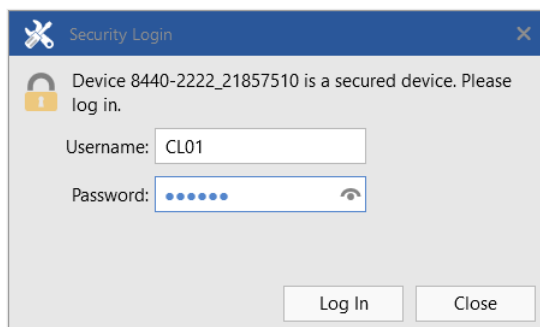 Security Login
Device 8440-2222_21857510 is a secured device. Please
log in.
Username: CL01
Password: ●●●●●●
Log In Close